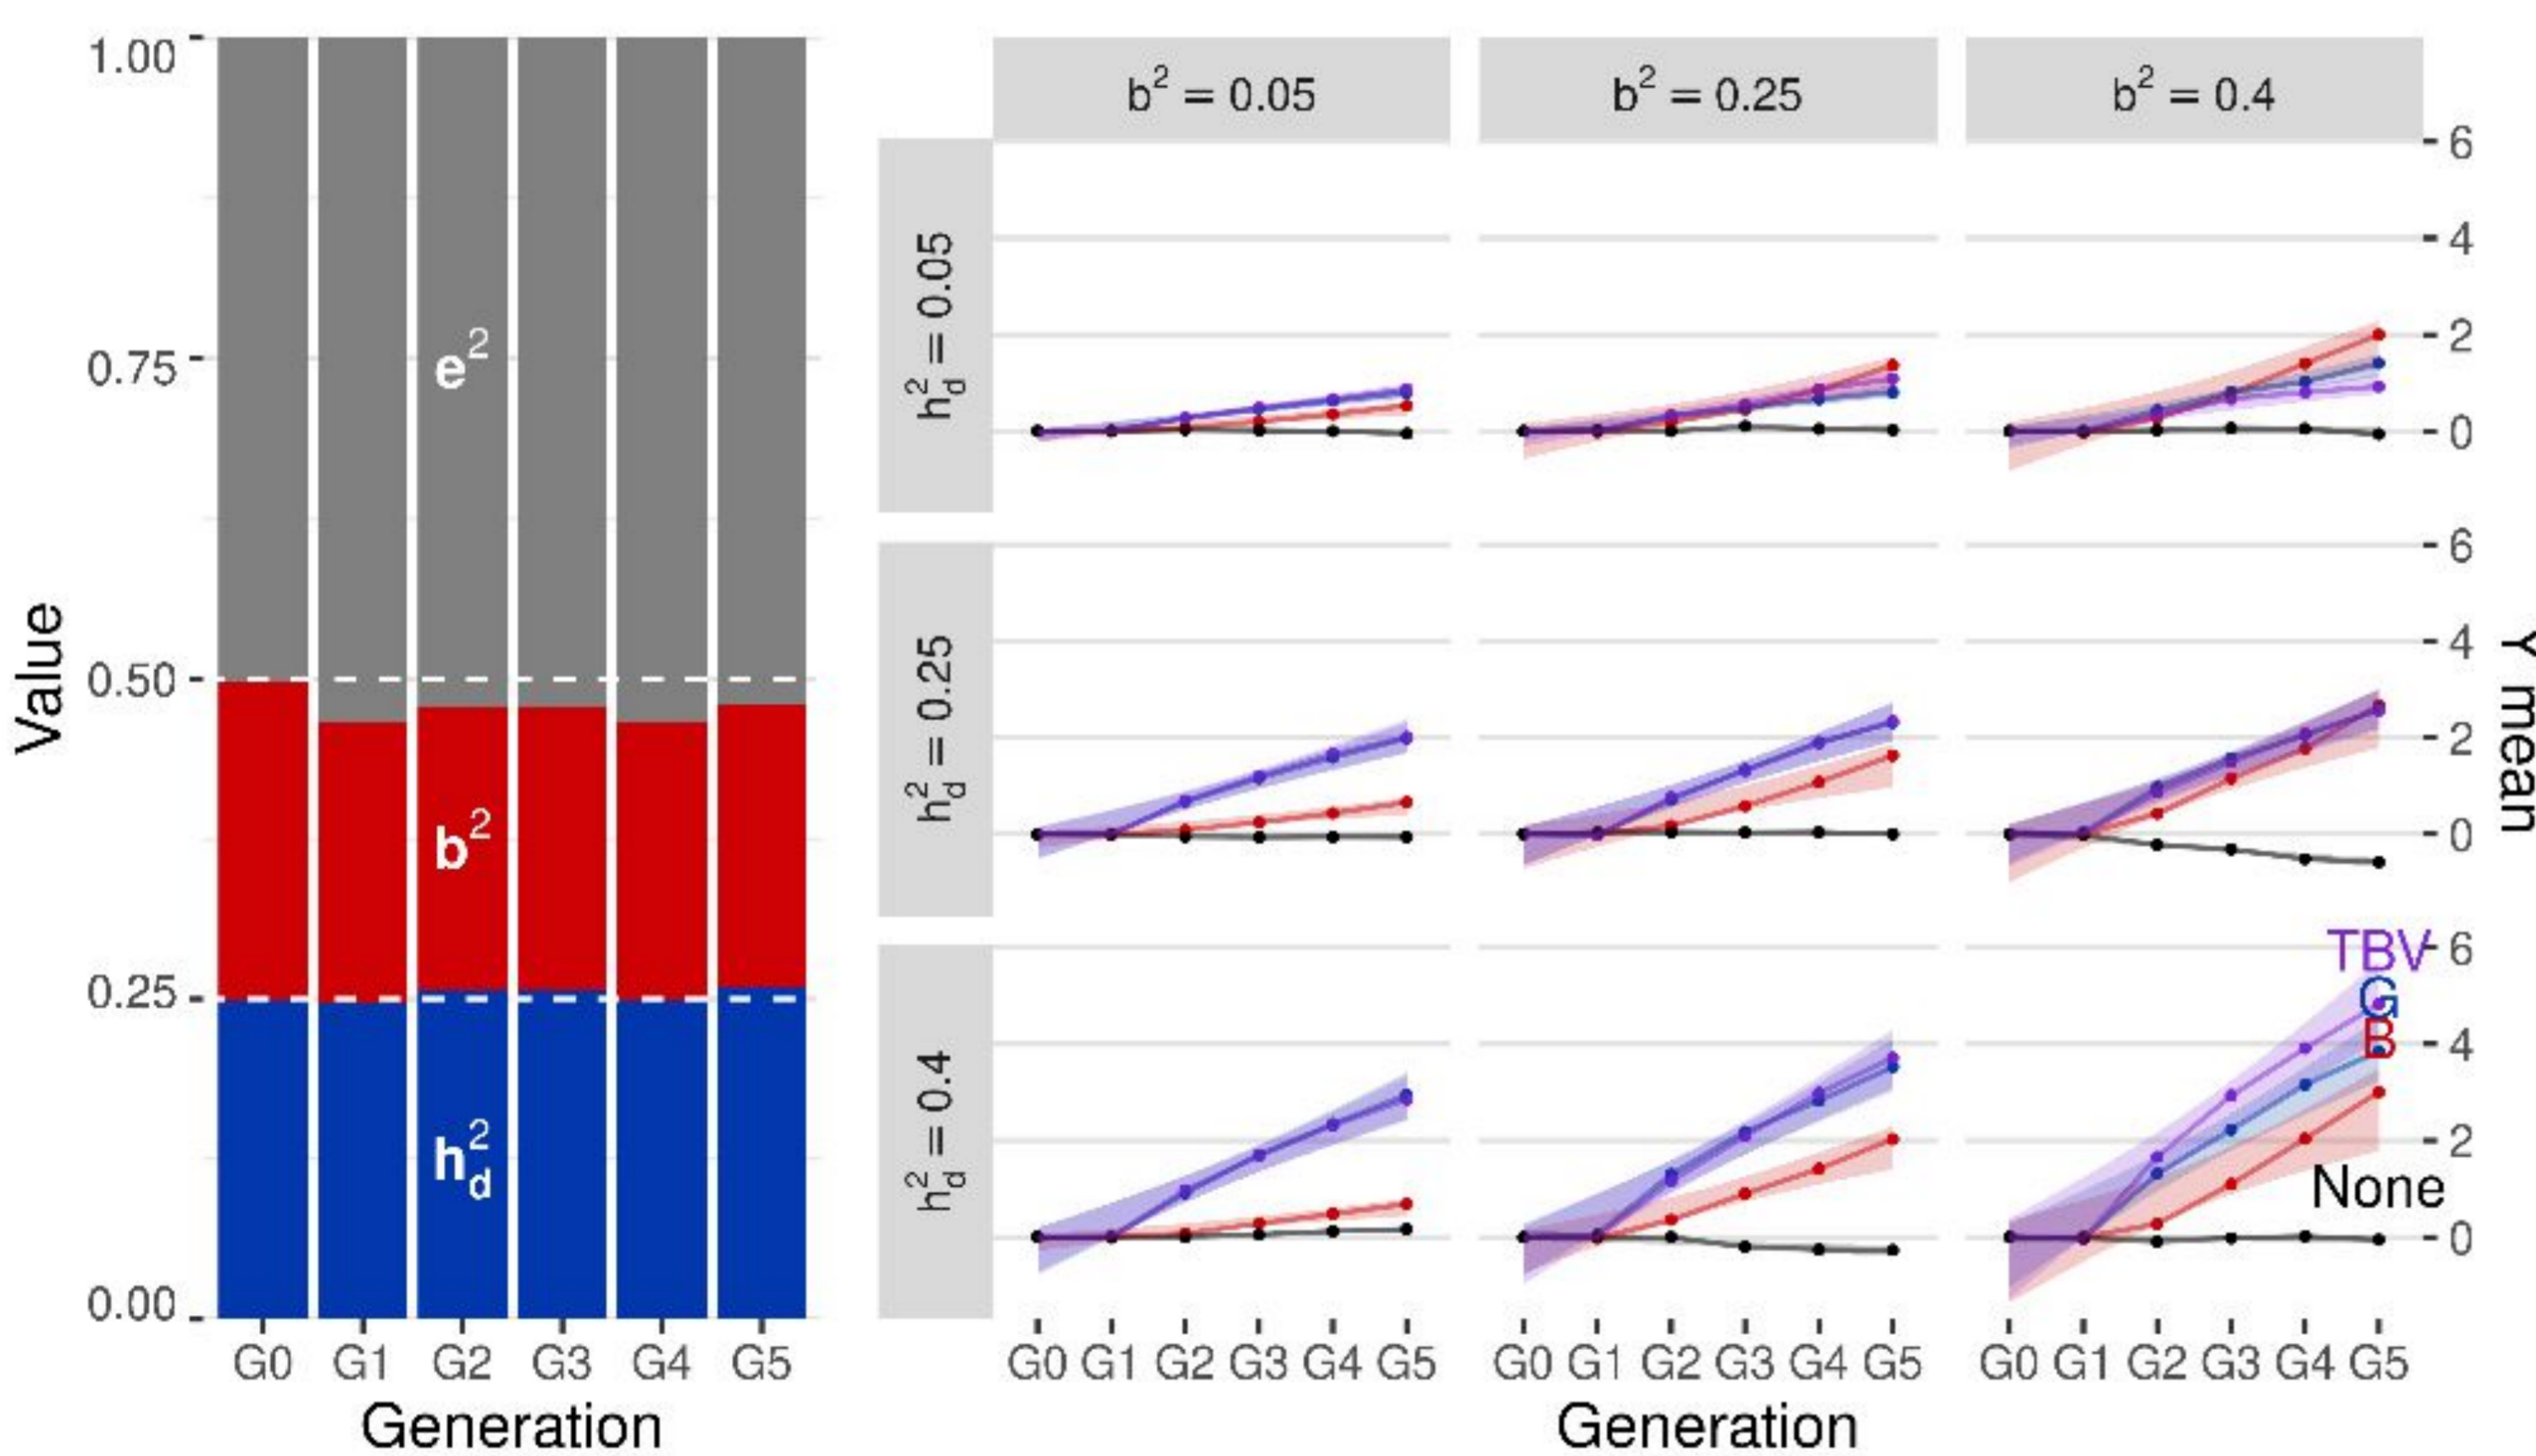 1.00
0.75
0.50
0.25
0.00
Value
e²
b²
h²d
G0 G1 G2 G3 G4 G5
Generation
b² = 0.05
b² = 0.25
b² = 0.4
h²d = 0.05
6
4
2
0
h²d = 0.25
6
4
2
0
h²d = 0.4
6
4
2
0
TBV
G
B
None
Y mean
G0 G1 G2 G3 G4 G5
G0 G1 G2 G3 G4 G5
G0 G1 G2 G3 G4 G5
Generation